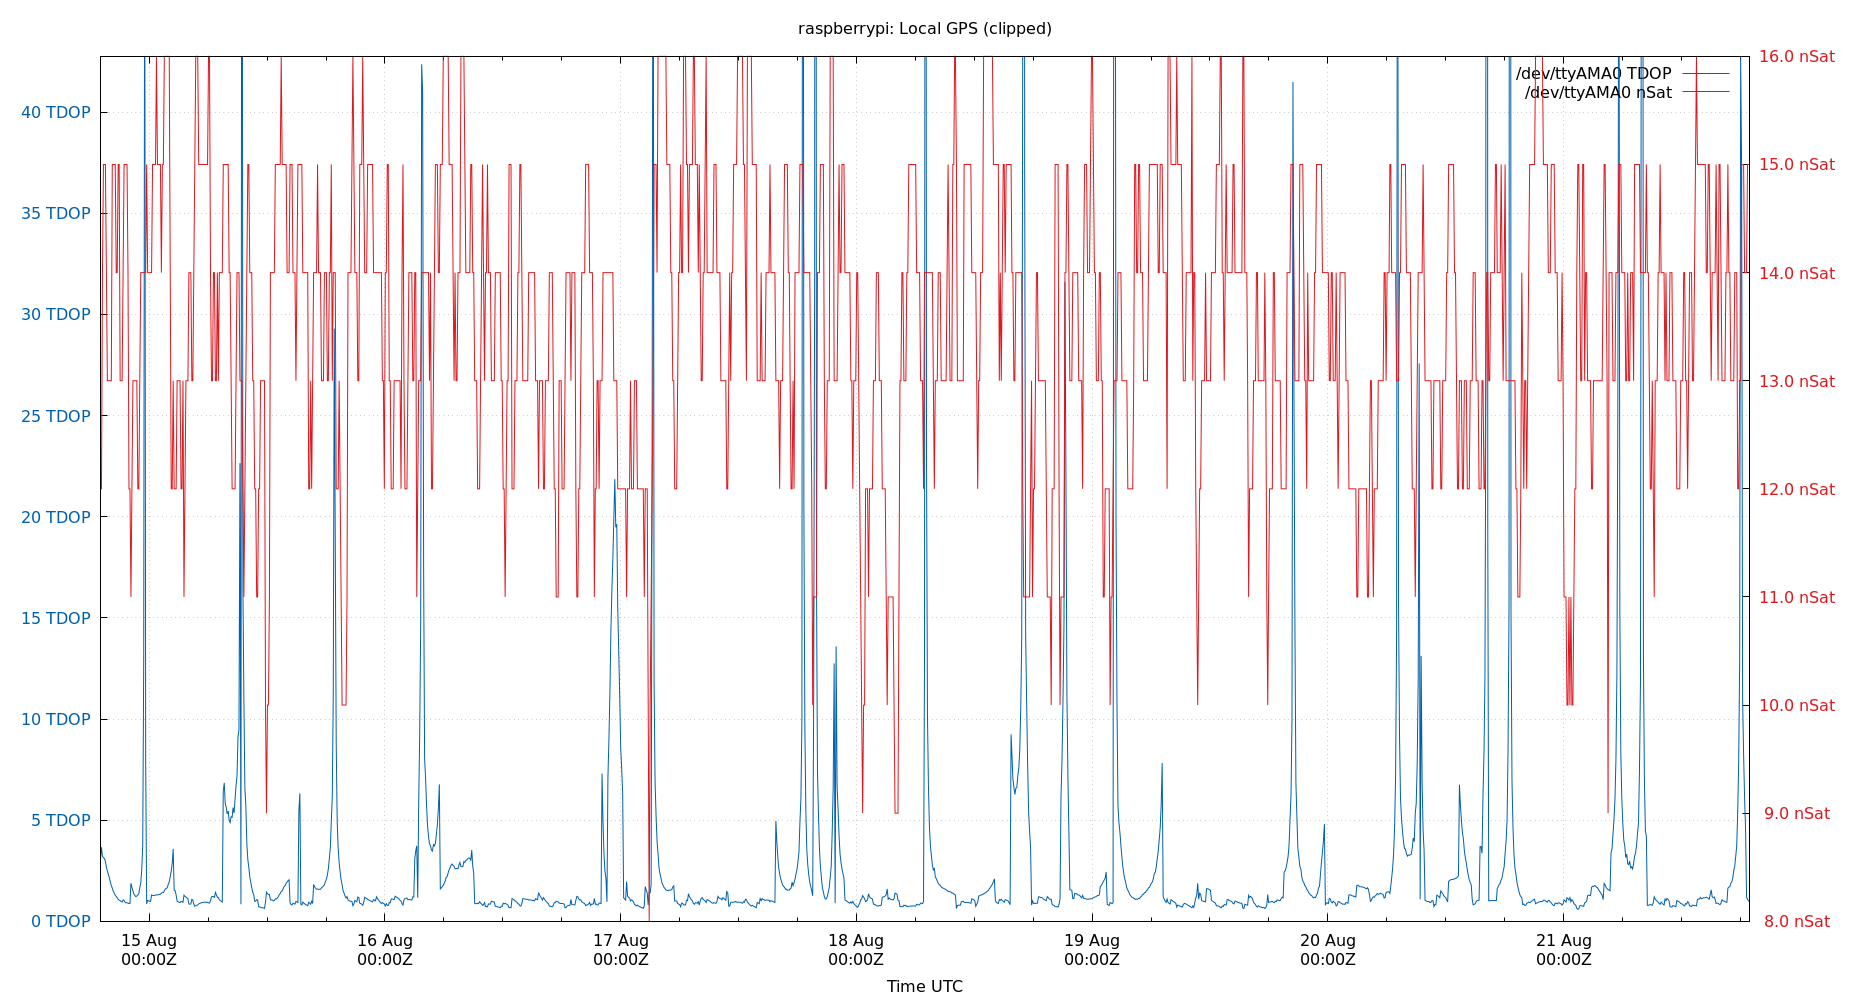 raspberrypi: Local GPS (clipped)
/dev/ttyAMA0 TDOP
/dev/ttyAMA0 nSat
40 TDOP
35 TDOP
30 TDOP
25 TDOP
20 TDOP
15 TDOP
10 TDOP
5 TDOP
0 TDOP
16.0 nSat
15.0 nSat
14.0 nSat
13.0 nSat
12.0 nSat
11.0 nSat
10.0 nSat
9.0 nSat
8.0 nSat
15 Aug 16 Aug 17 Aug 18 Aug 19 Aug 20 Aug 21 Aug
00:00Z 00:00Z 00:00Z 00:00Z 00:00Z 00:00Z 00:00Z
Time UTC